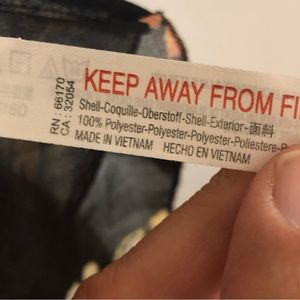 RN : 66170
CA : 32054
KEEP AWAY FROM FI
Shell-Coquille-Oberstoff-Shell-Exterior-面料
100% Polyester-Polyester-Polyester-Poliestere-P
MADE IN VIETNAM HECHO EN VIETNAM